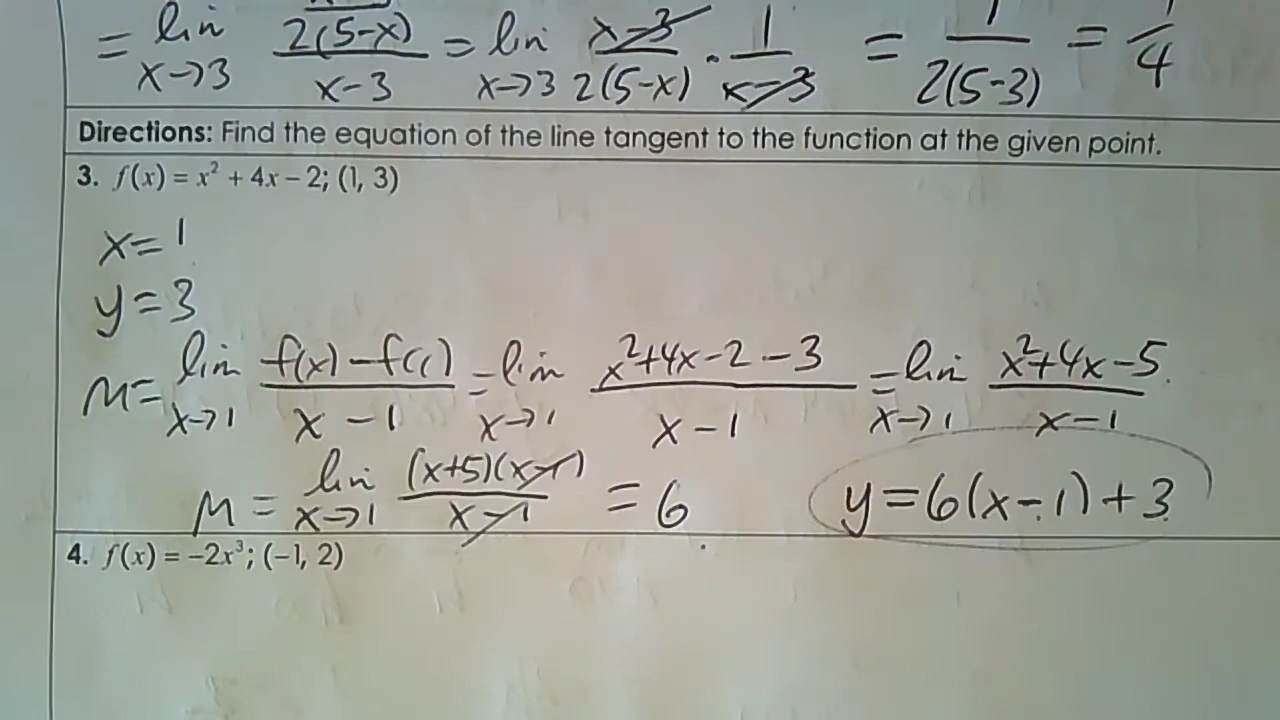 = lim x→3 2(5-x) / x-3 = lim x→3 x-3 / 2(5-x) · 1 / x-3 = 1 / 2(5-3) = 1/4
Directions: Find the equation of the line tangent to the function at the given point.
3. f(x) = x² + 4x – 2; (1, 3)
x=1
y=3
M= lim x→1 f(x)-f(1) / x-1 = lim x→1 x²+4x-2-3 / x-1 = lim x→1 x²+4x-5 / x-1
M = lim x→1 (x+5)(x-1) / x-1 = 6 y=6(x-1)+3
4. f(x) = –2x³; (–1, 2)